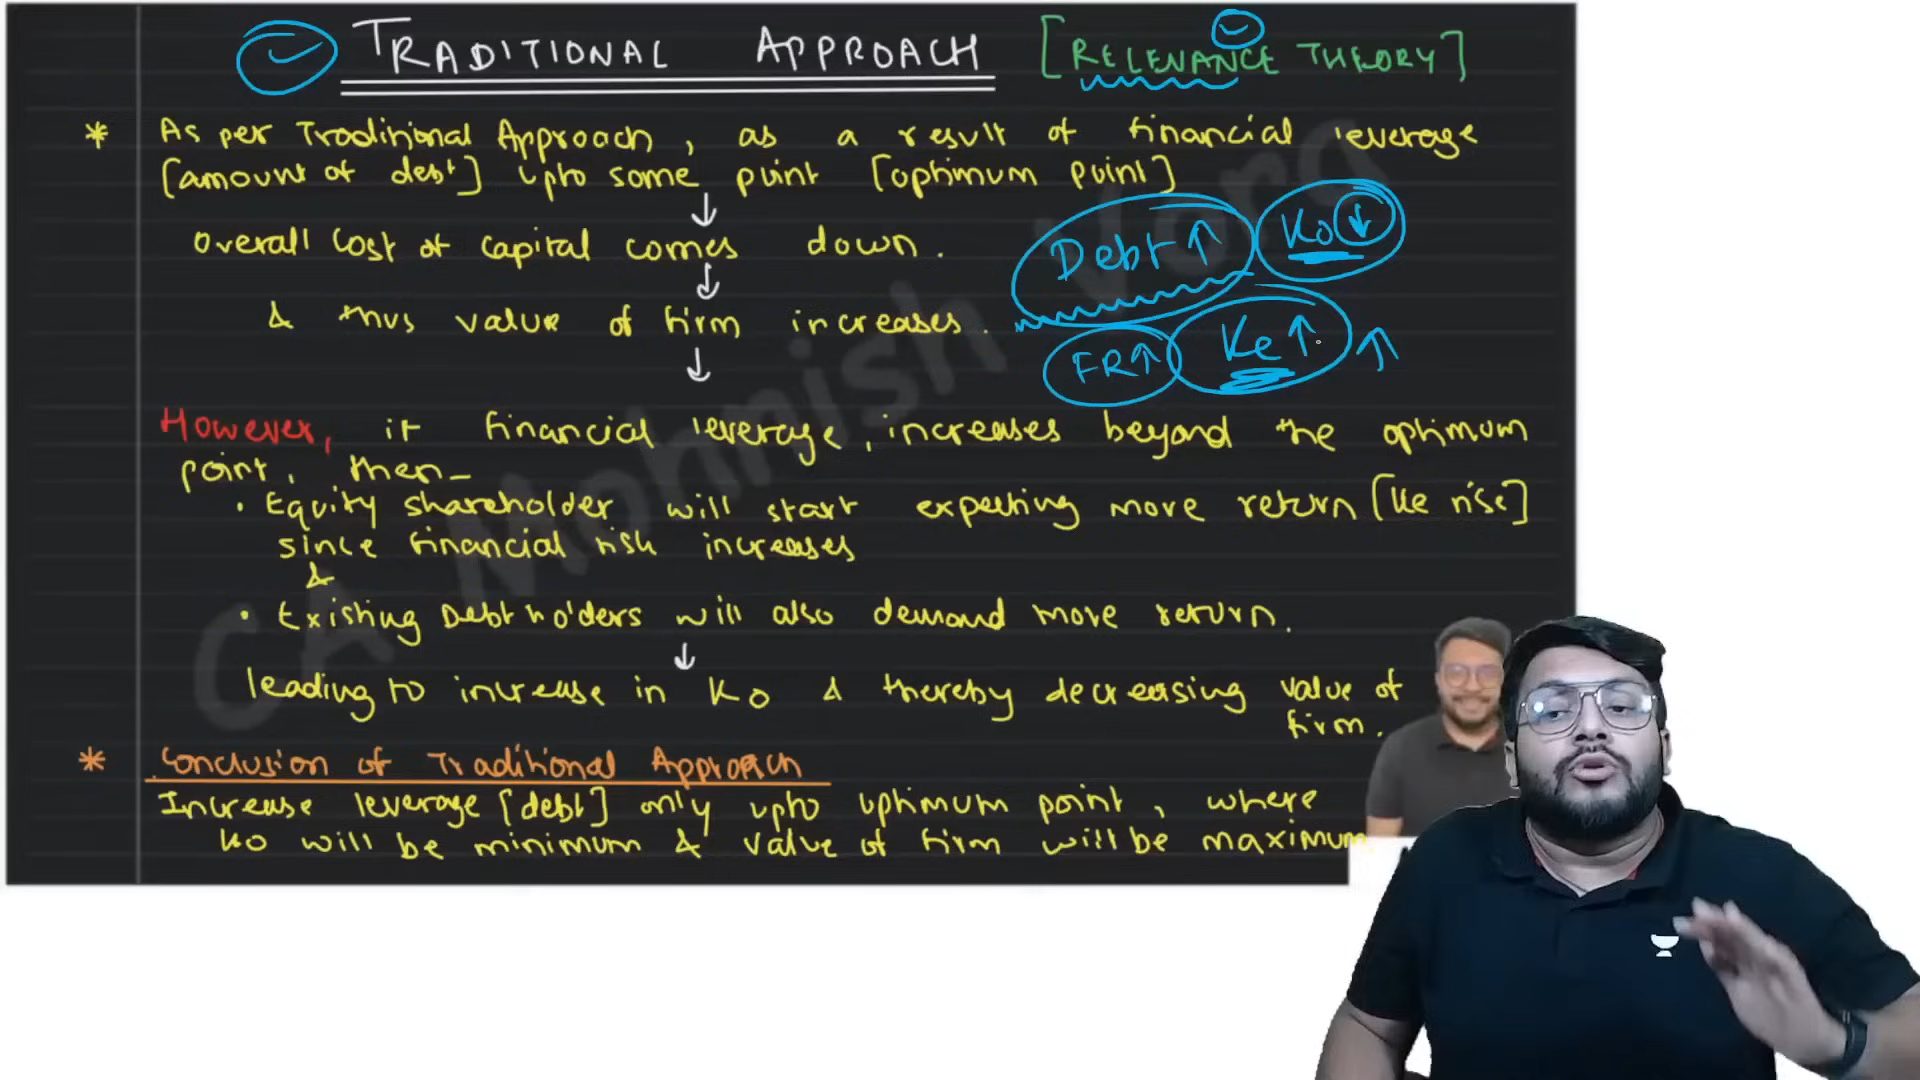 TRADITIONAL APPROACH [RELEVANCE THEORY]
* As per Traditional Approach, as a result of financial leverage
[amount of debt] upto some point [optimum point]
↓
overall cost of capital comes down.
↓
& thus value of firm increases.
↓
Debt↑ Ko↓
FR↑ Ke↑ ↑
However, if financial leverage, increases beyond the optimum
point, then_
• Equity shareholder will start expecting more return [Ke rise]
since financial risk increases
&
• Existing Debt holders will also demand more return.
↓
leading to increase in Ko & thereby decreasing value of
firm.
* Conclusion of Traditional Approach
Increase leverage [debt] only upto optimum point, where
Ko will be minimum & value of firm will be maximum
CA Mohnish Vora